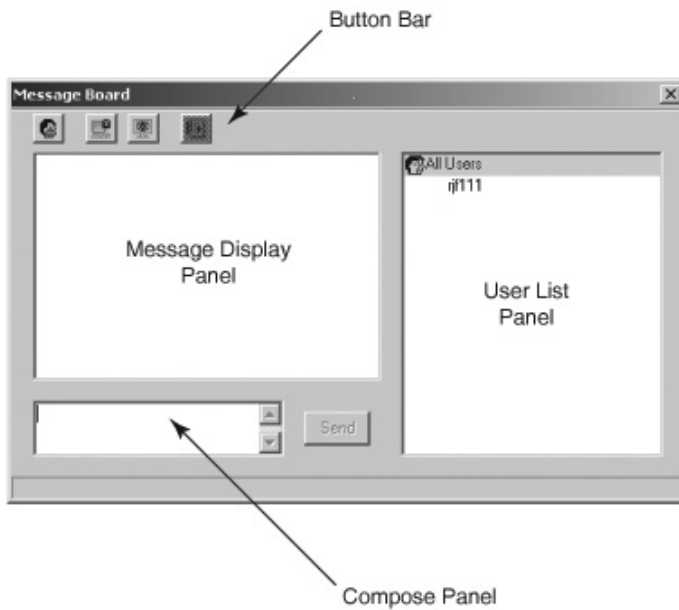 Button Bar
Message Board
All Users
rjf111
Message Display
Panel
User List
Panel
Send
Compose Panel